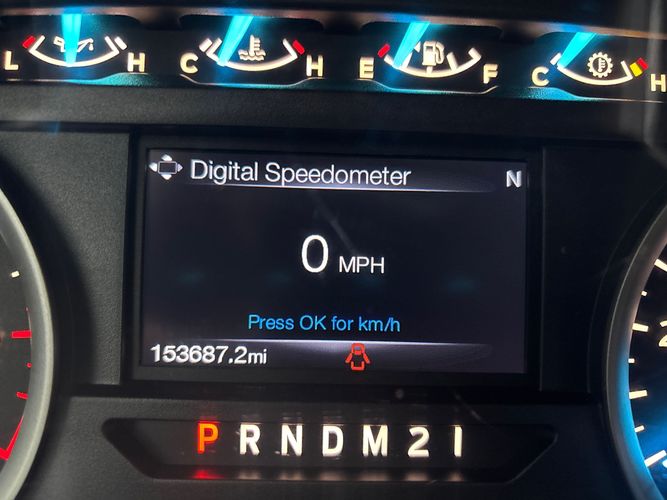 L H C H E F C H
Digital Speedometer N
0 MPH
Press OK for km/h
153687.2mi
P R N D M 2 1